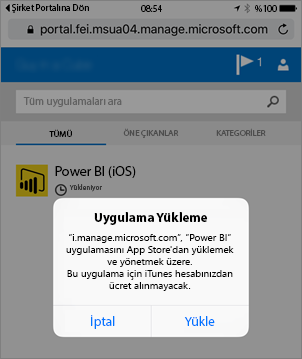 Şirket Portalına Dön
08:54
%100
portal.fei.msua04.manage.microsoft.com
1
Tüm uygulamaları ara
TÜMÜ
ÖNE ÇIKANLAR
KATEGORİLER
Power BI (iOS)
Yükleniyor
Uygulama Yükleme
“i.manage.microsoft.com”, “Power BI”
uygulamasını App Store'dan yüklemek
ve yönetmek üzere.
Bu uygulama için iTunes hesabınızdan
ücret alınmayacak.
İptal
Yükle